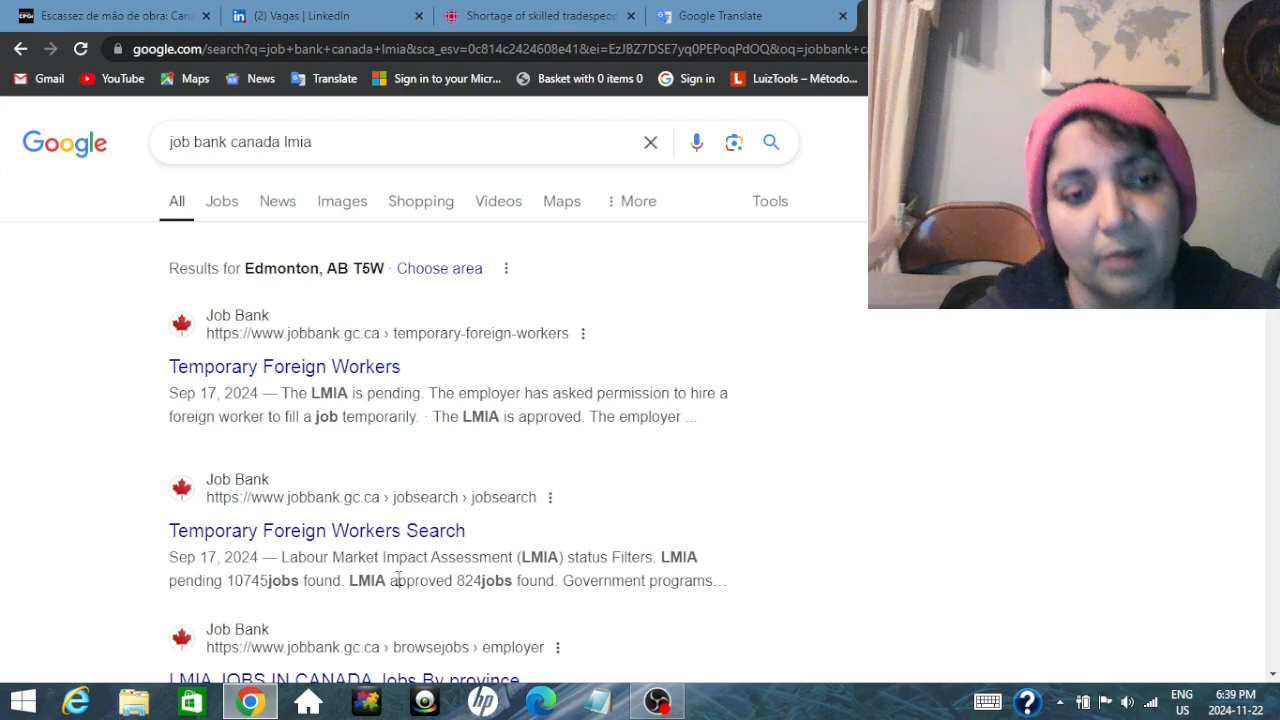 Escassez de mão de obra: Canad
(2) Vagas | LinkedIn
Shortage of skilled tradespeop
Google Translate
google.com/search?q=job+bank+canada+lmia&sca_esv=0c814c2424608e41&ei=EzJBZ7DSE7yq0PEPoqPdOQ&oq=jobbank+c
Gmail
YouTube
Maps
News
Translate
Sign in to your Micr...
Basket with 0 items 0
Sign in
LuizTools – Método...
Google
job bank canada lmia
All
Jobs
News
Images
Shopping
Videos
Maps
More
Tools
Results for Edmonton, AB T5W · Choose area
Job Bank
https://www.jobbank.gc.ca › temporary-foreign-workers
Temporary Foreign Workers
Sep 17, 2024 — The LMIA is pending. The employer has asked permission to hire a
foreign worker to fill a job temporarily. · The LMIA is approved. The employer ...
Job Bank
https://www.jobbank.gc.ca › jobsearch › jobsearch
Temporary Foreign Workers Search
Sep 17, 2024 — Labour Market Impact Assessment (LMIA) status Filters. LMIA
pending 10745jobs found. LMIA approved 824jobs found. Government programs...
Job Bank
https://www.jobbank.gc.ca › browsejobs › employer
LMIA JOBS IN CANADA Jobs By province
ENG
US
6:39 PM
2024-11-22